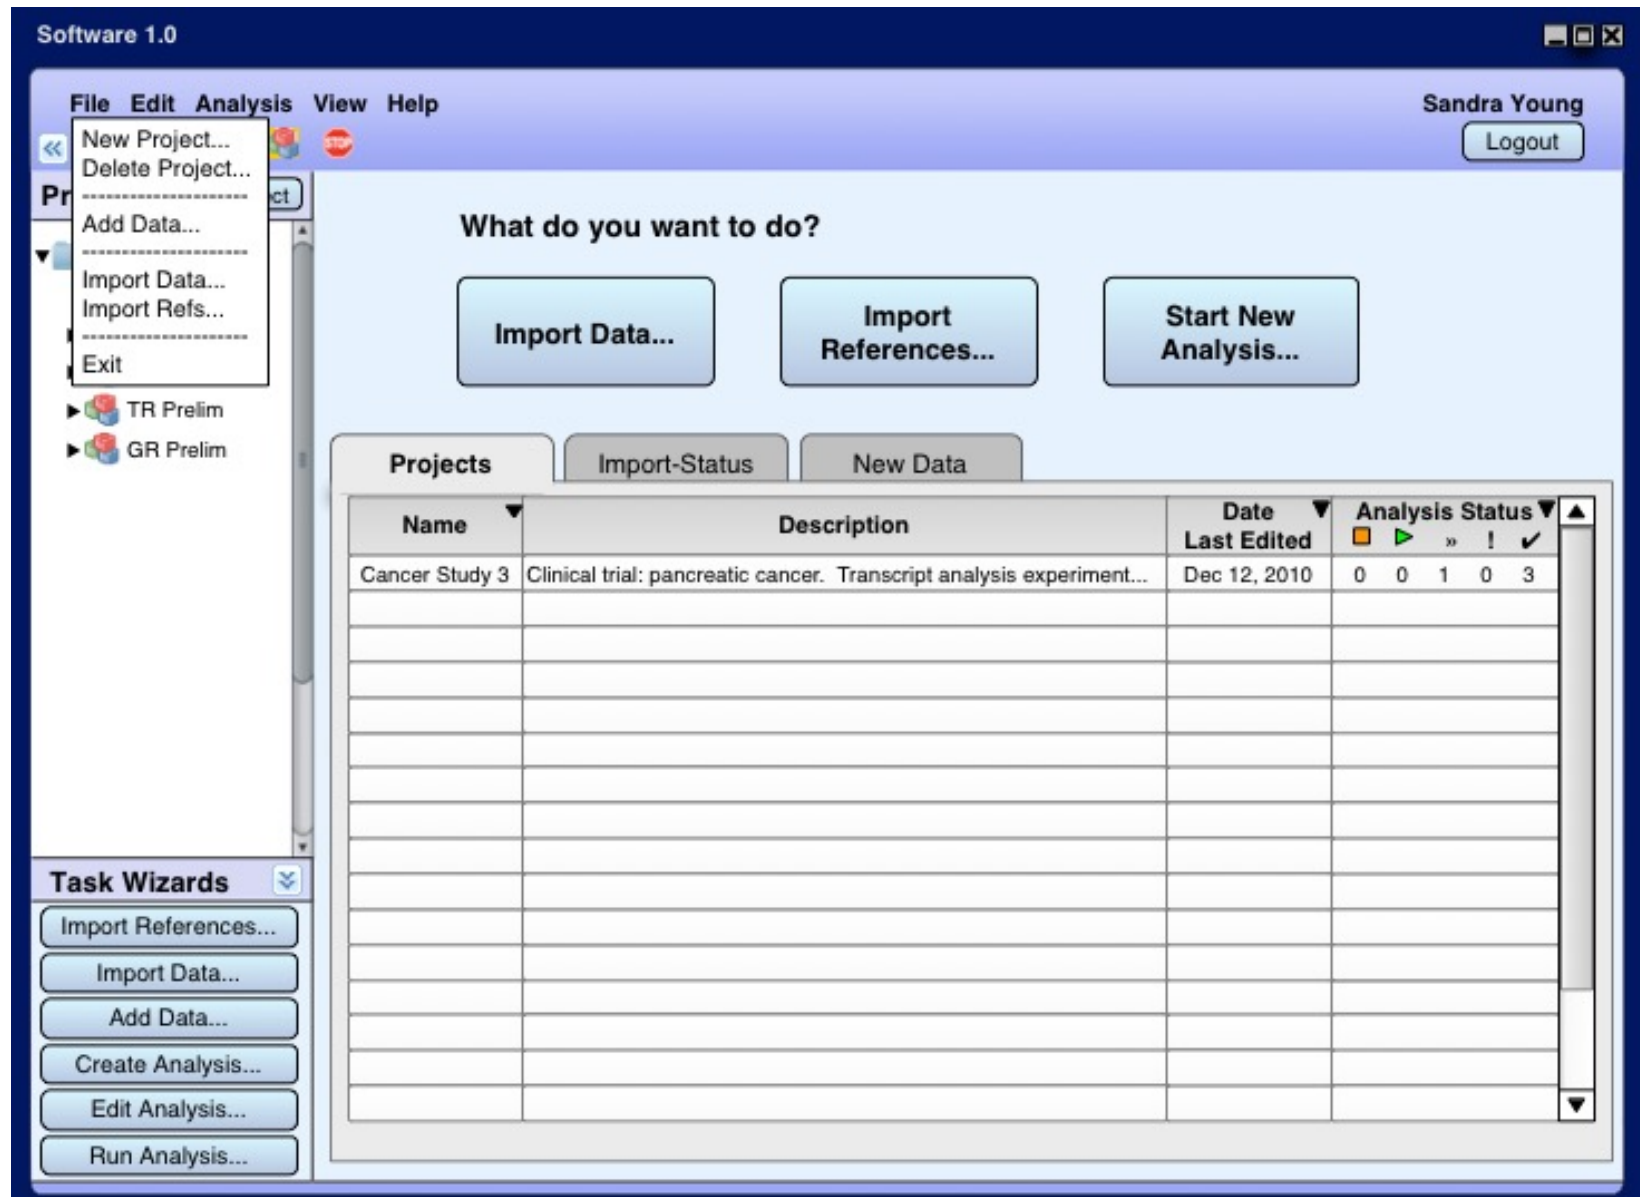 Software 1.0
File Edit Analysis View Help
Sandra Young
Logout
STOP
New Project...
Delete Project...
---------------------
Add Data...
---------------------
Import Data...
Import Refs...
---------------------
Exit
TR Prelim
GR Prelim
What do you want to do?
Import Data...
Import
References...
Start New
Analysis...
Projects
Import-Status
New Data
Name
Description
Date
Last Edited
Analysis Status
» ! ✔
Cancer Study 3 Clinical trial: pancreatic cancer. Transcript analysis experiment... Dec 12, 2010 0 0 1 0 3
Task Wizards
Import References...
Import Data...
Add Data...
Create Analysis...
Edit Analysis...
Run Analysis...